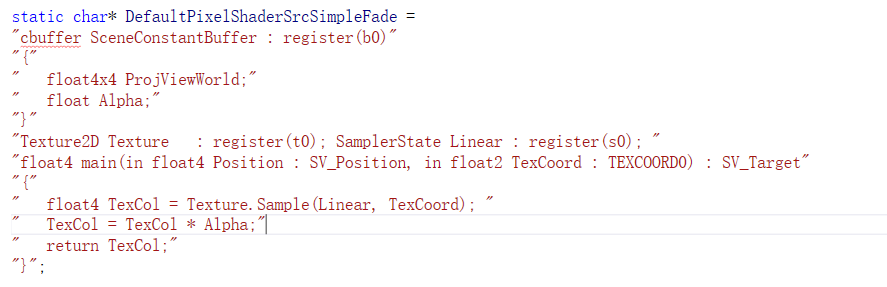 static char* DefaultPixelShaderSrcSimpleFade =
"cbuffer SceneConstantBuffer : register(b0)"
"{"
"   float4x4 ProjViewWorld;"
"   float Alpha;"
"}"
"Texture2D Texture   : register(t0); SamplerState Linear : register(s0); "
"float4 main(in float4 Position : SV_Position, in float2 TexCoord : TEXCOORD0) : SV_Target"
"{"
"   float4 TexCol = Texture.Sample(Linear, TexCoord); "
"   TexCol = TexCol * Alpha;"
"   return TexCol;"
"}";